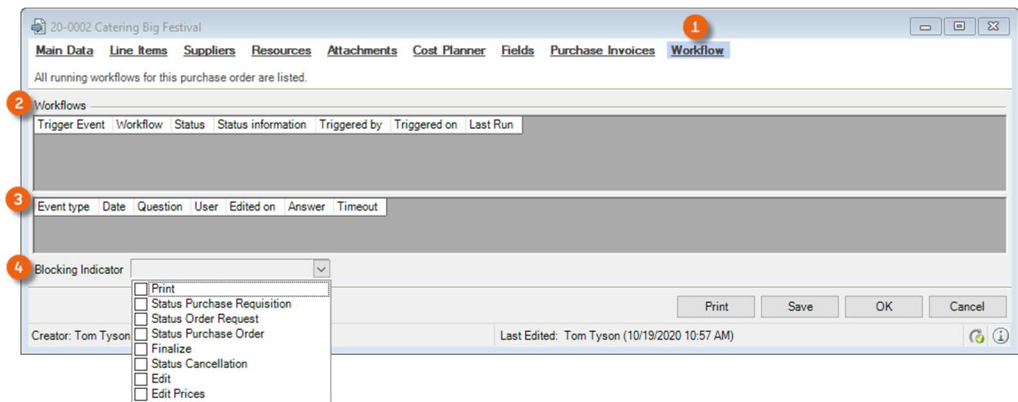 20-0002 Catering Big Festival
1
Main Data Line Items Suppliers Resources Attachments Cost Planner Fields Purchase Invoices Workflow
All running workflows for this purchase order are listed.
2
Workflows
Trigger Event Workflow Status Status information Triggered by Triggered on Last Run
3
Event type Date Question User Edited on Answer Timeout
4
Blocking Indicator
Print
Status Purchase Requisition
Status Order Request
Status Purchase Order
Finalize
Status Cancellation
Edit
Edit Prices
Print Save OK Cancel
Creator: Tom Tyson Last Edited: Tom Tyson (10/19/2020 10:57 AM)